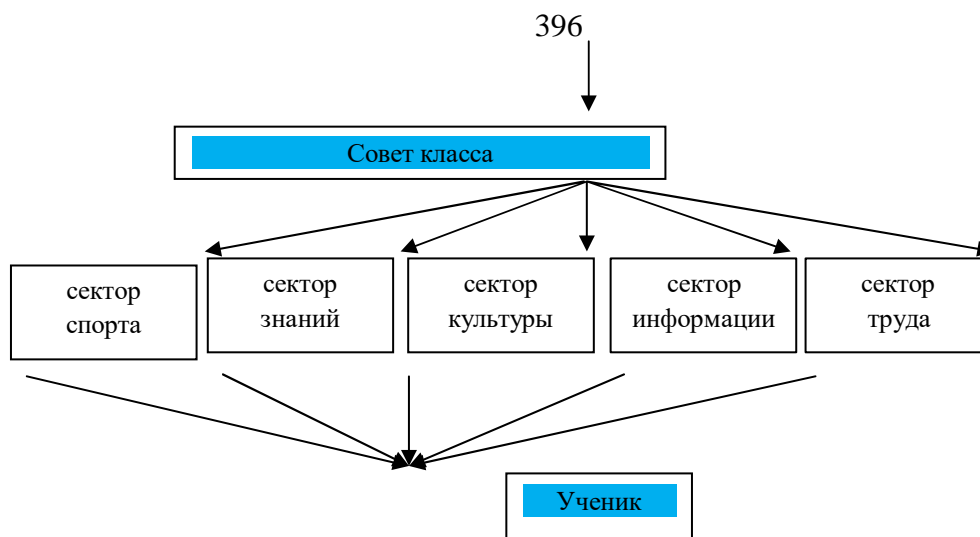 396
Совет класса
сектор
спорта
сектор
знаний
сектор
культуры
сектор
информации
сектор
труда
Ученик